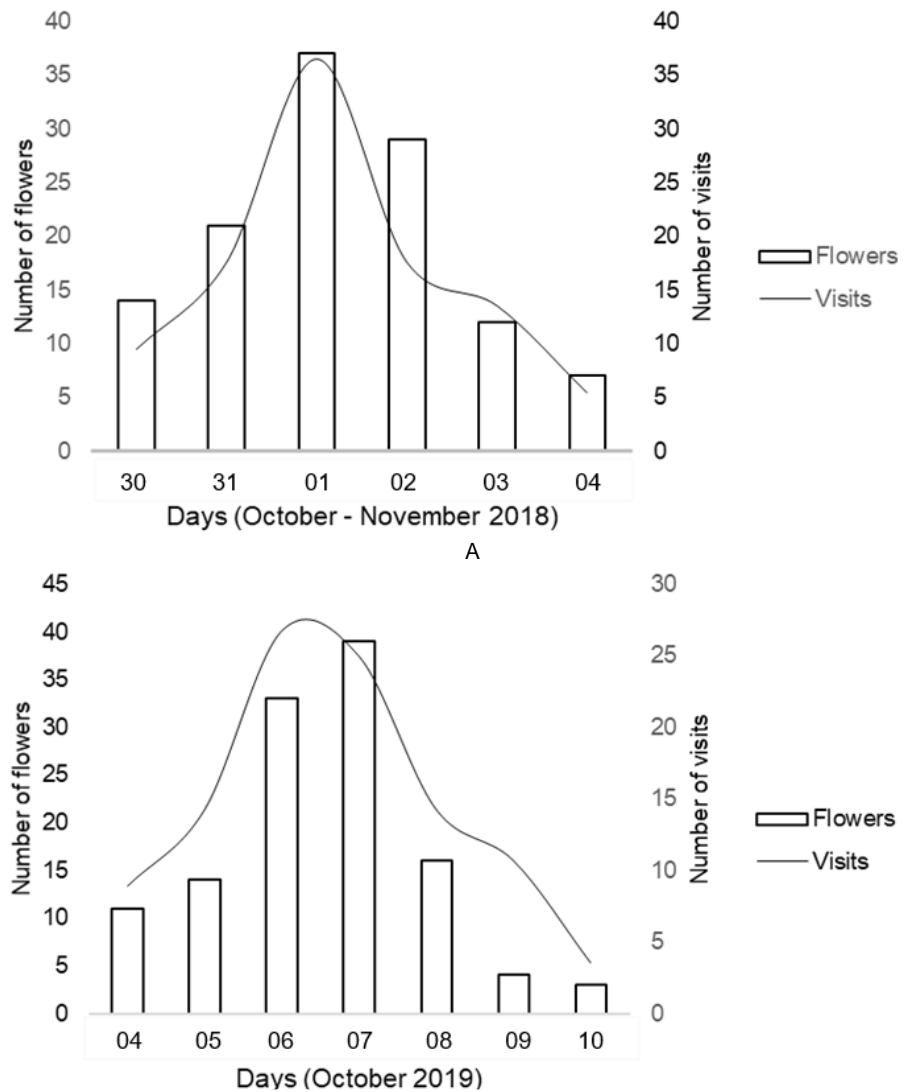 40
35
30
25
20
15
10
5
0
Number of flowers
40
35
30
25
20
15
10
5
0
Number of visits
Flowers
Visits
30 31 01 02 03 04
Days (October - November 2018)
A
45
40
35
30
25
20
15
10
5
0
Number of flowers
30
25
20
15
10
5
0
Number of visits
Flowers
Visits
04 05 06 07 08 09 10
Days (October 2019)